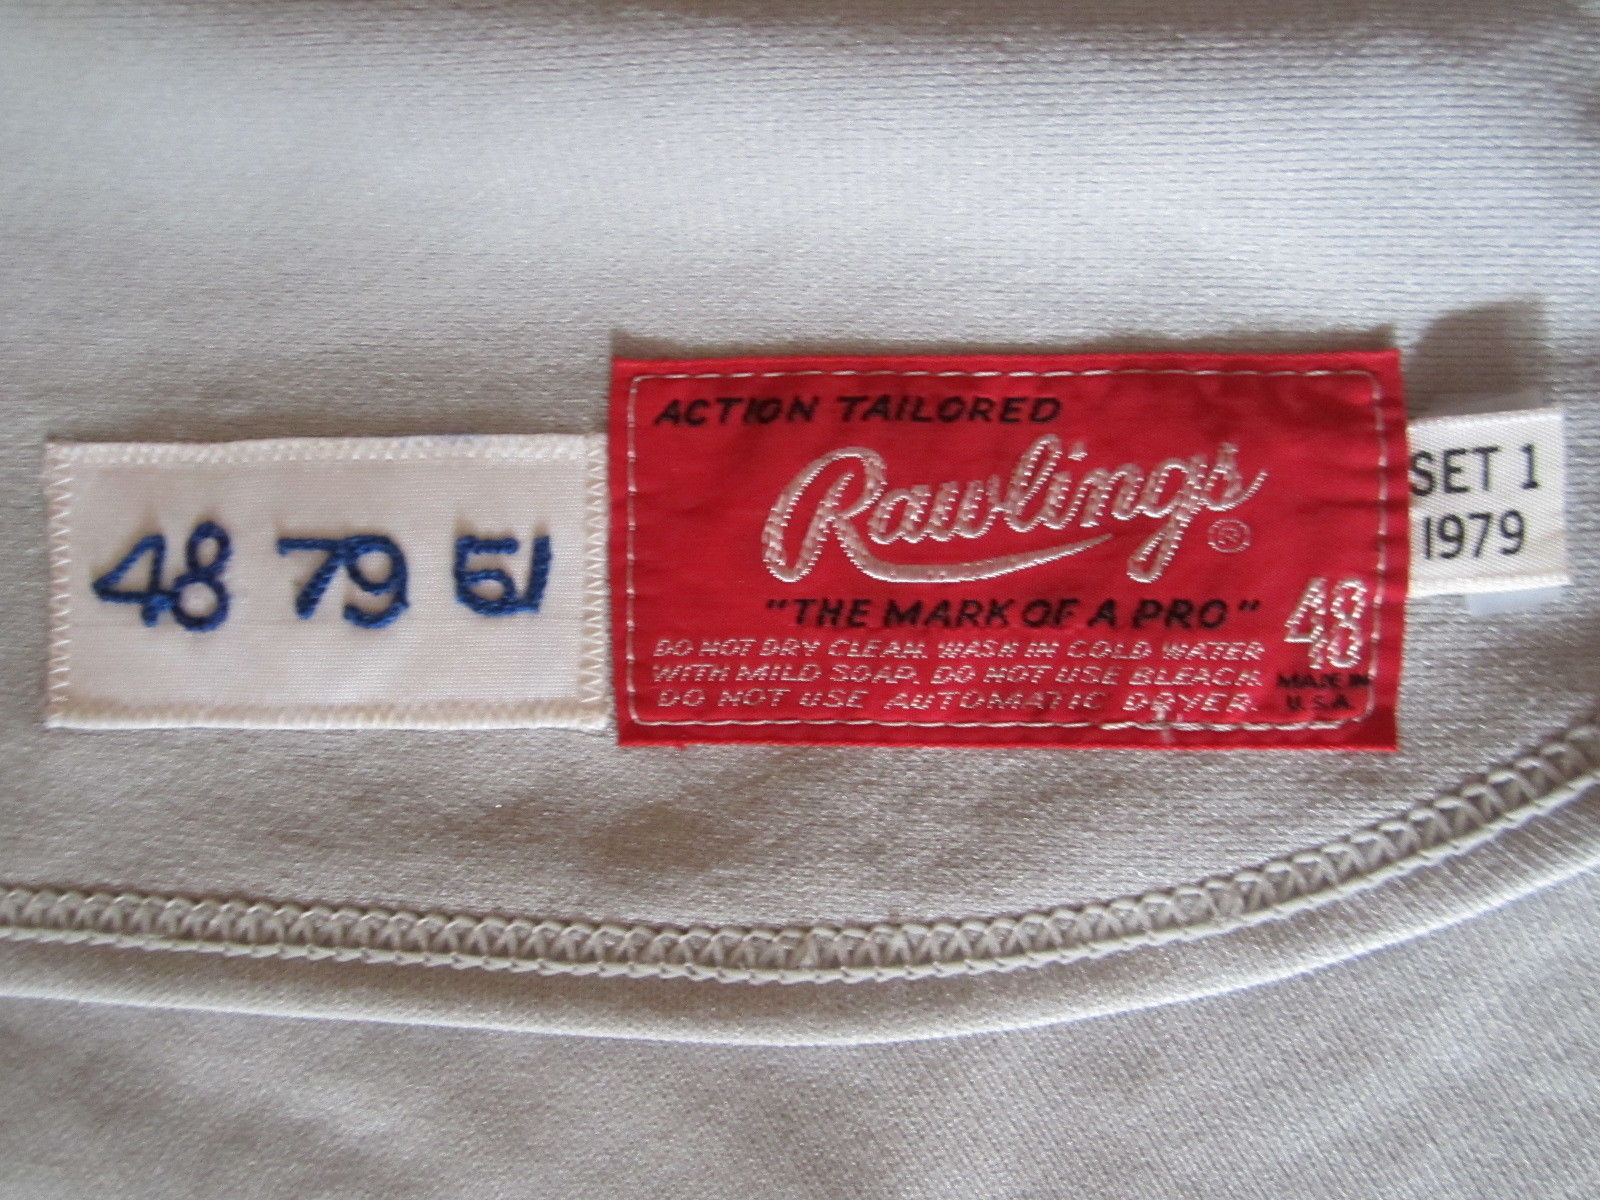 48 79 51
ACTION TAILORED
Rawlings®
"THE MARK OF A PRO"
DO NOT DRY CLEAN. WASH IN COLD WATER
WITH MILD SOAP. DO NOT USE BLEACH.
DO NOT USE AUTOMATIC DRYER.
48
MADE IN
U.S.A.
SET 1
1979